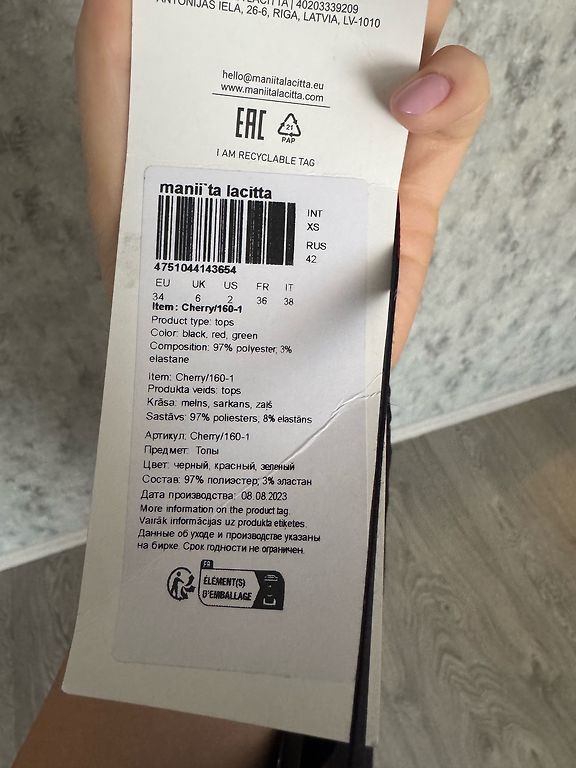 40203339209
ANTONIJAS IELA, 26-6, RIGA, LATVIA, LV-1010
hello@maniitalacitta.eu
www.maniitalacitta.com
EAC
21
PAP
I AM RECYCLABLE TAG
manii`ta lacitta
INT
XS
RUS
42
4751044143654
EU UK US FR IT
34 6 2 36 38
Item: Cherry/160-1
Product type: tops
Color: black, red, green
Composition: 97% polyester, 3%
elastane
Item: Cherry/160-1
Produkta veids: tops
Krāsa: melns, sarkans, zaļš
Sastāvs: 97% poliesters, 8% elastāns
Артикул: Cherry/160-1
Предмет: Топы
Цвет: черный, красный, зеленый
Состав: 97% полиэстер, 3% эластан
Дата производства: 08.08.2023
More information on the product tag.
Vairāk informācijas uz produkta etiķetes.
Данные об уходе и производстве указаны
на бирке. Срок годности не ограничен.
FR
ÉLÉMENT(S)
D'EMBALLAGE